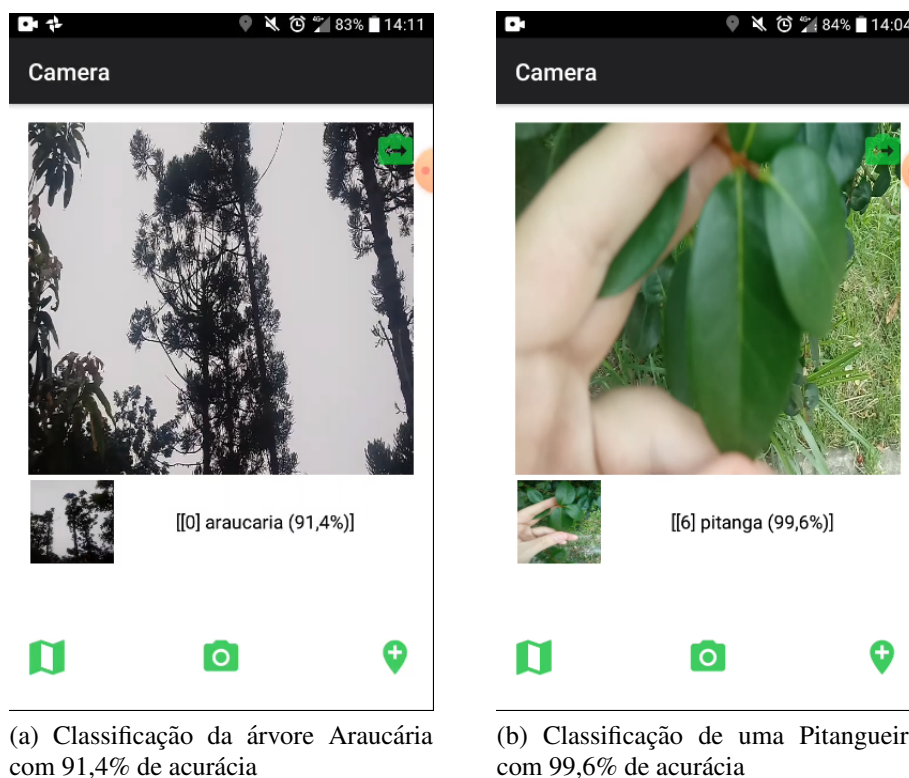 83% 14:11
Camera
[[0] araucaria (91,4%)]
(a) Classificação da árvore Araucária
com 91,4% de acurácia
84% 14:04
Camera
[[6] pitanga (99,6%)]
(b) Classificação de uma Pitangueir
com 99,6% de acurácia